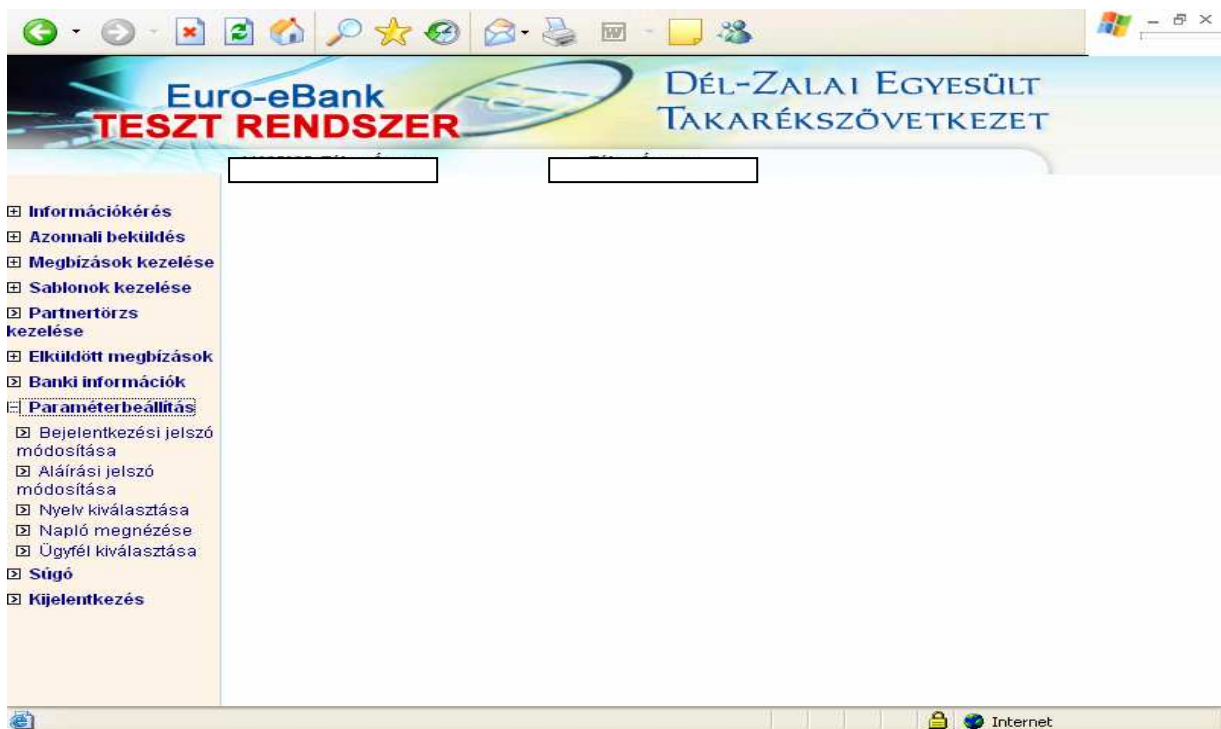 Euro-eBank
TESZT RENDSZER
DÉL-ZALAI EGYESÜLT
TAKARÉKSZÖVETKEZET
Információkérés
Azonnali beküldés
Megbízások kezelése
Sablonok kezelése
Partnertörzs
kezelése
Elküldött megbízások
Banki információk
Paraméterbeállítás
Bejelentkezési jelszó
módosítása
Aláírási jelszó
módosítása
Nyelv kiválasztása
Napló megnézése
Ügyfél kiválasztása
Súgó
Kijelentkezés
Internet